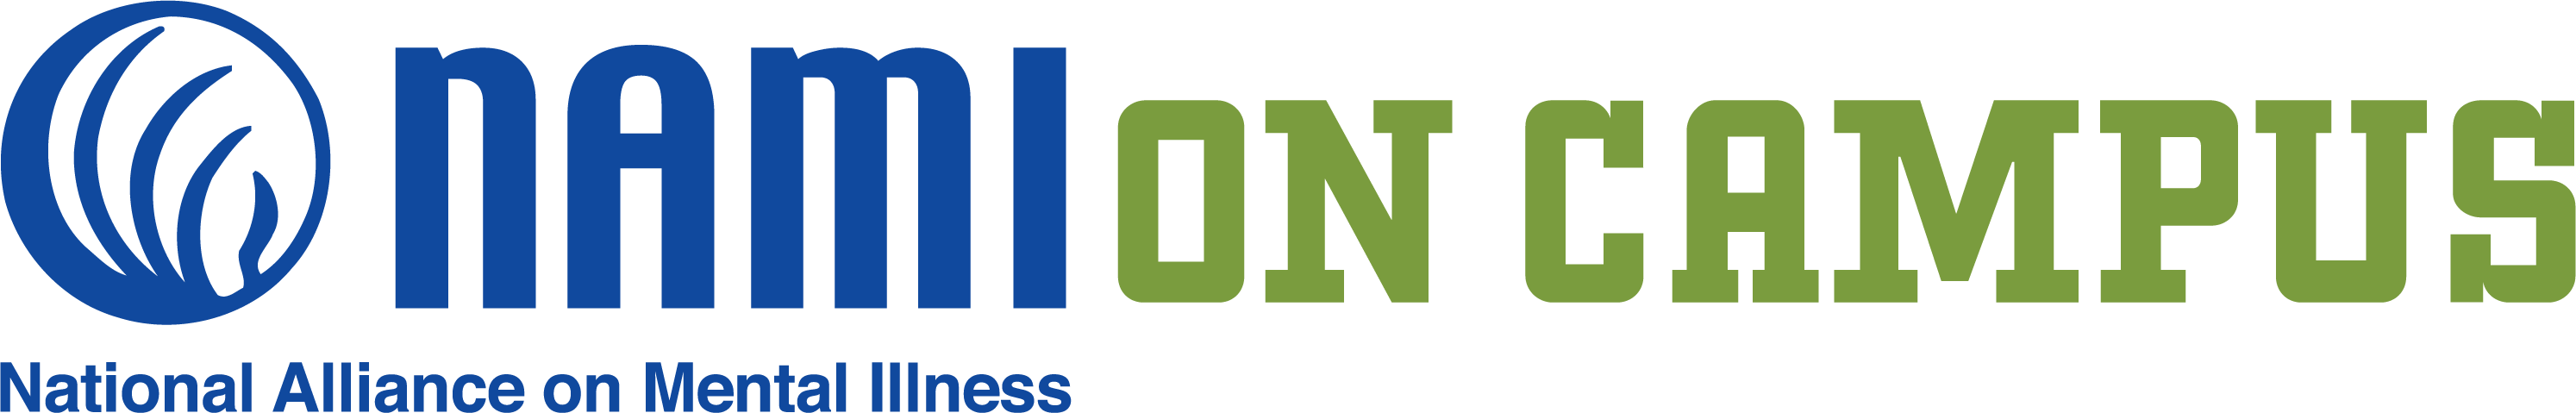 NAMI ON CAMPUS
National Alliance on Mental Illness